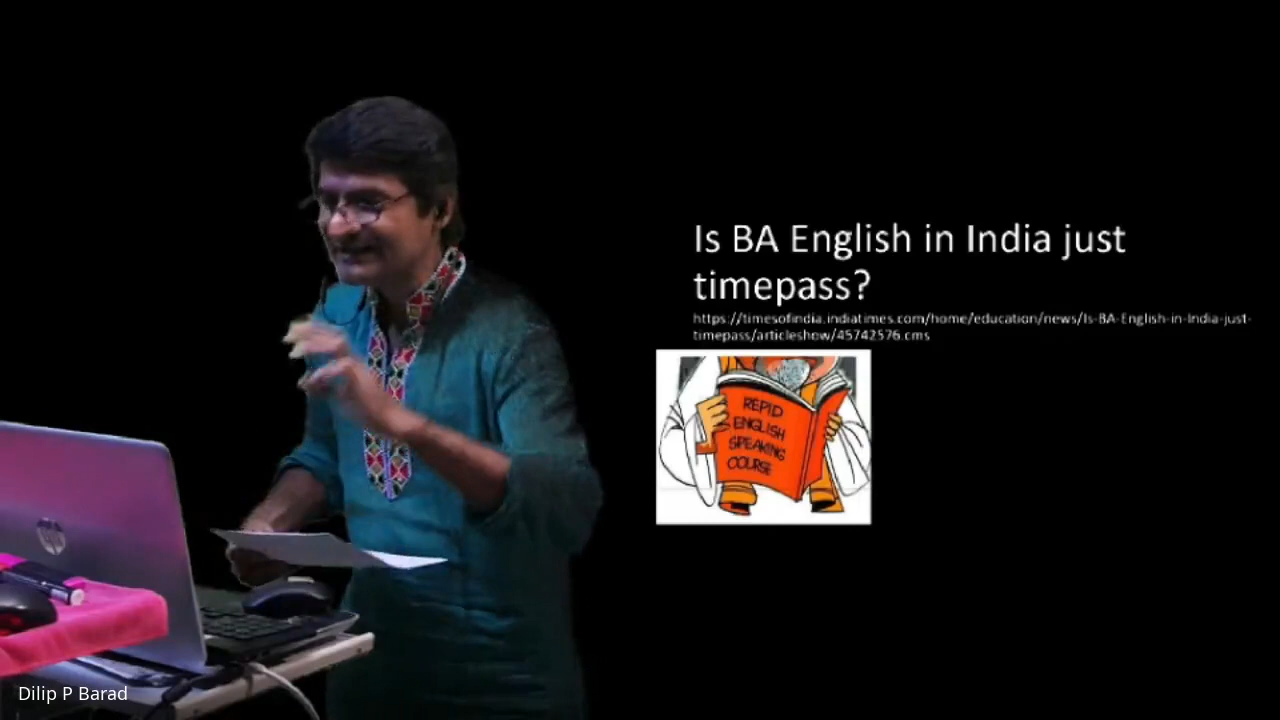 Is BA English in India just
timepass?
https://timesofindia.indiatimes.com/home/education/news/Is-BA-English-in-India-just-
timepass/articleshow/45742576.cms
REPID
ENGLISH
SPEAKING
COURSE
hp
Dilip P Barad